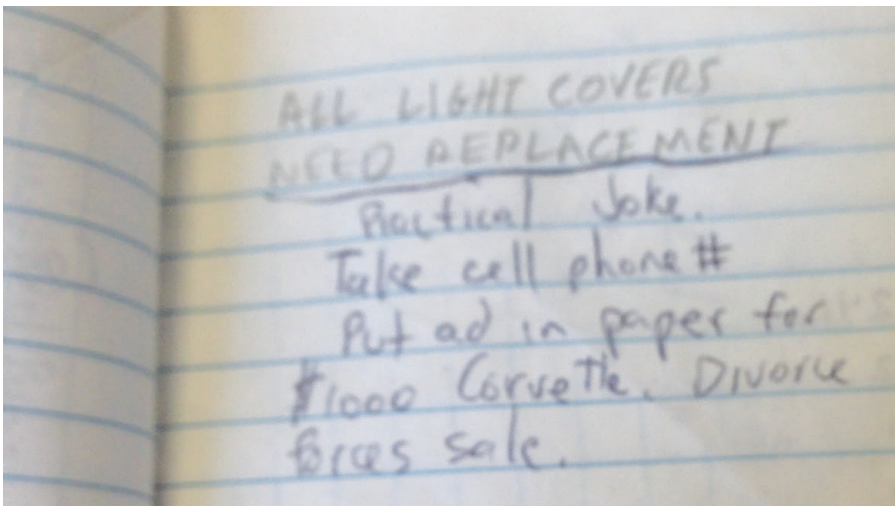 ALL LIGHT COVERS
NEED REPLACEMENT
Practical Joke.
Take cell phone #
Put ad in paper for
$1000 Corvette. Divorce
forces sale.